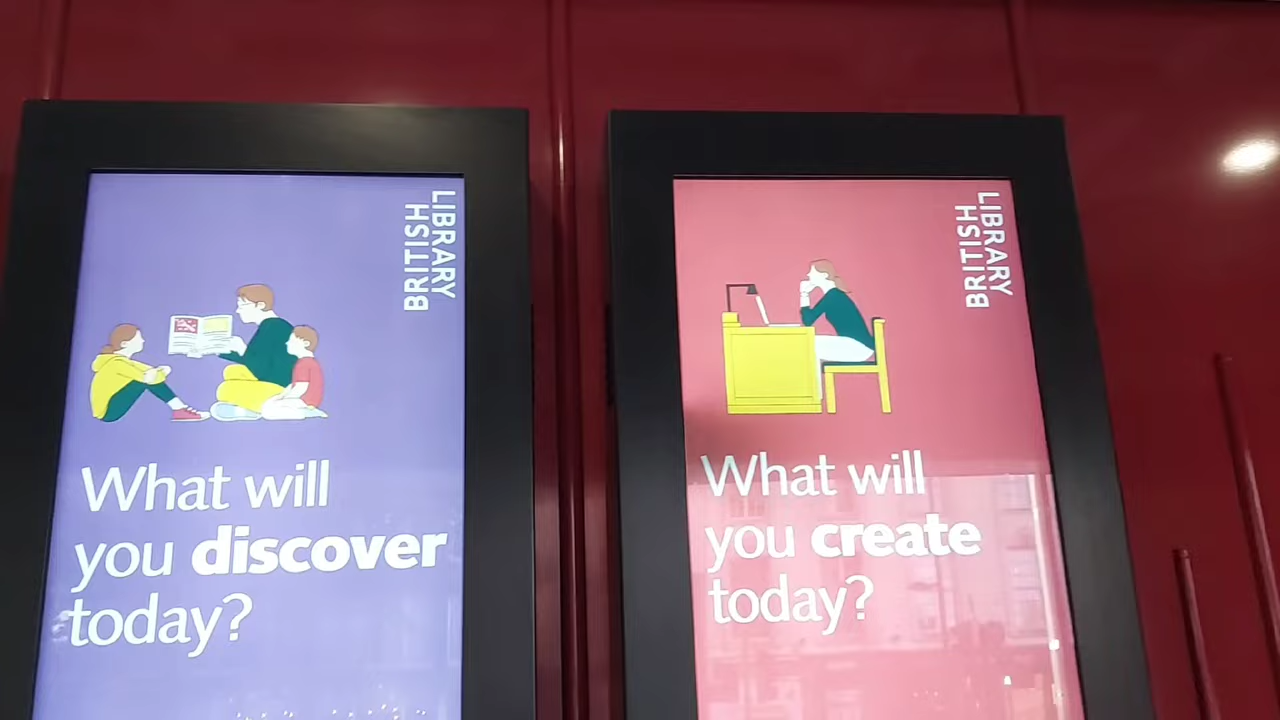 BRITISH
LIBRARY
What will
you discover
today?
BRITISH
LIBRARY
What will
you create
today?